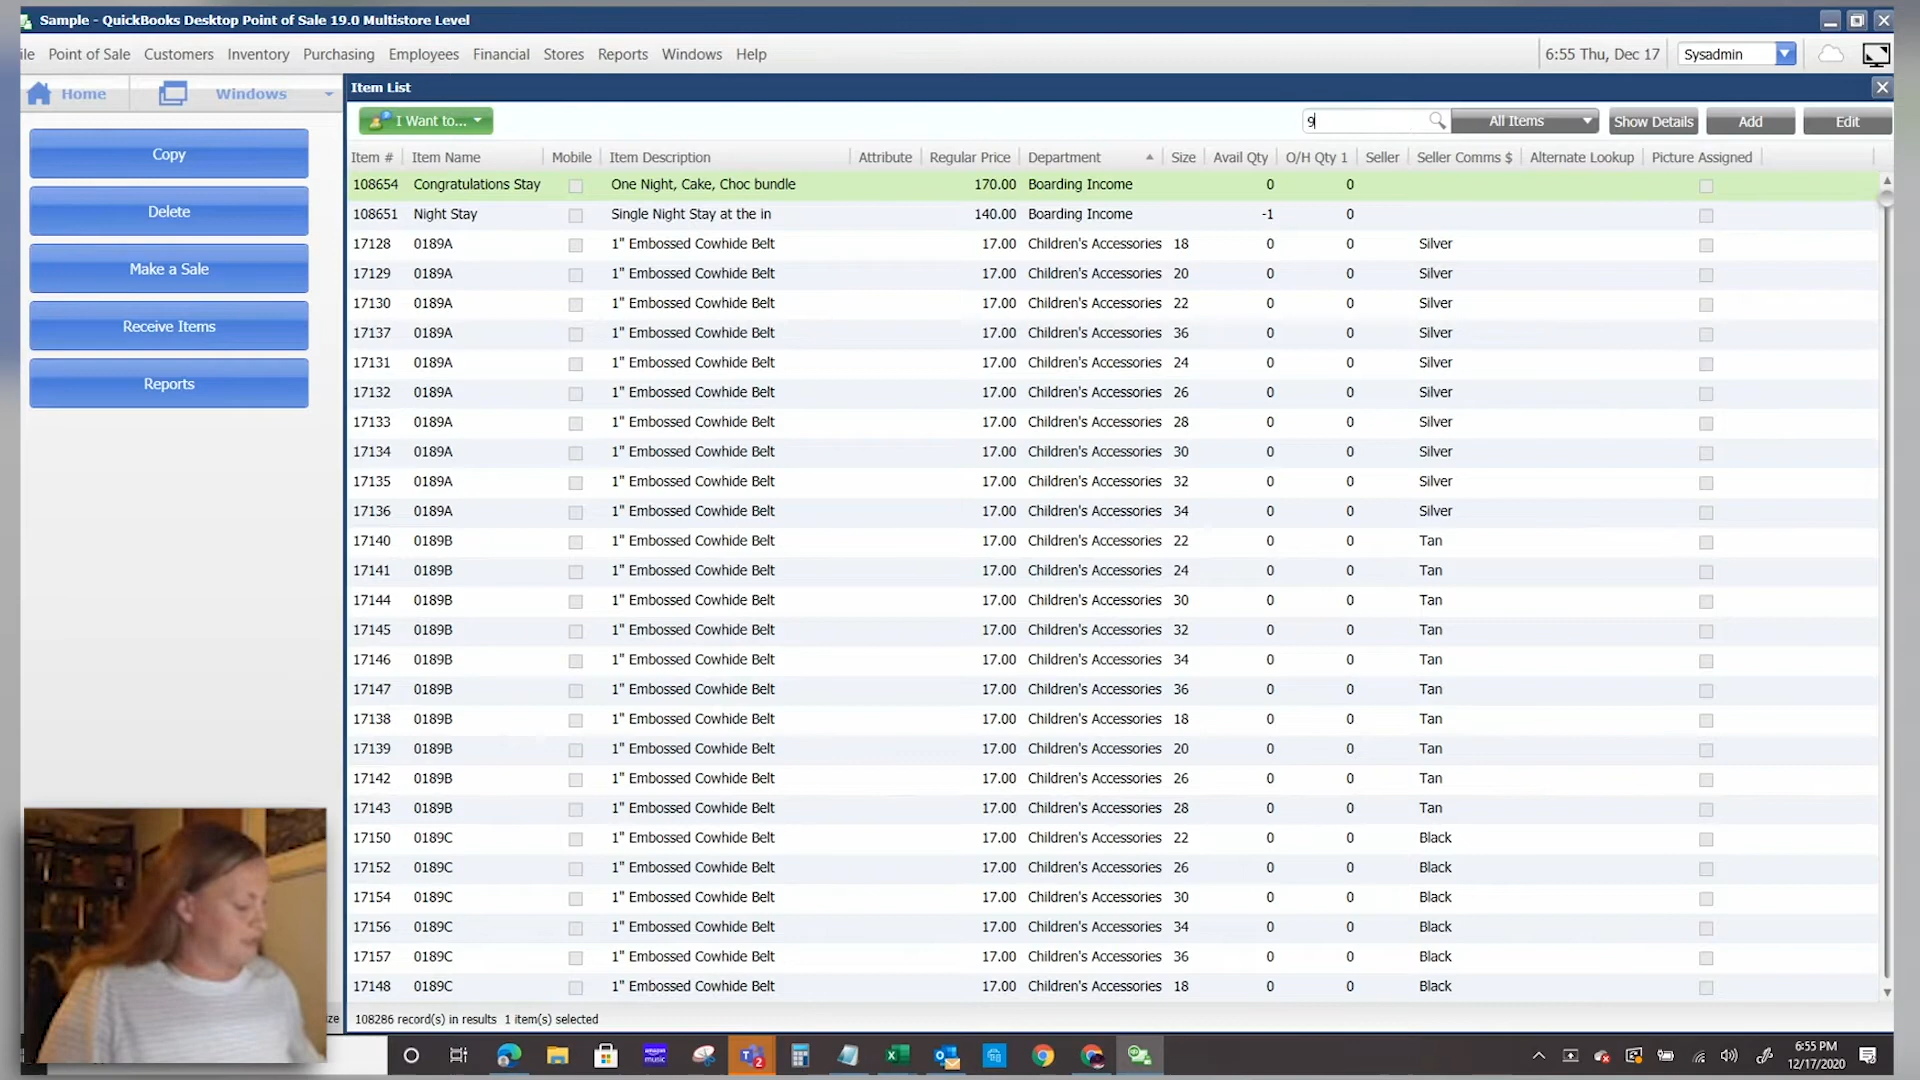 Sample - QuickBooks Desktop Point of Sale 19.0 Multistore Level
ile Point of Sale Customers Inventory Purchasing Employees Financial Stores Reports Windows Help 6:55 Thu, Dec 17 Sysadmin
Home Windows Item List
I Want to... 9 All Items Show Details Add Edit
Copy
Delete
Make a Sale
Receive Items
Reports
Item # Item Name Mobile Item Description Attribute Regular Price Department Size Avail Qty O/H Qty 1 Seller Seller Comms $ Alternate Lookup Picture Assigned
108654 Congratulations Stay One Night, Cake, Choc bundle 170.00 Boarding Income 0 0
108651 Night Stay Single Night Stay at the in 140.00 Boarding Income -1 0
17128 0189A 1" Embossed Cowhide Belt 17.00 Children's Accessories 18 0 0 Silver
17129 0189A 1" Embossed Cowhide Belt 17.00 Children's Accessories 20 0 0 Silver
17130 0189A 1" Embossed Cowhide Belt 17.00 Children's Accessories 22 0 0 Silver
17137 0189A 1" Embossed Cowhide Belt 17.00 Children's Accessories 36 0 0 Silver
17131 0189A 1" Embossed Cowhide Belt 17.00 Children's Accessories 24 0 0 Silver
17132 0189A 1" Embossed Cowhide Belt 17.00 Children's Accessories 26 0 0 Silver
17133 0189A 1" Embossed Cowhide Belt 17.00 Children's Accessories 28 0 0 Silver
17134 0189A 1" Embossed Cowhide Belt 17.00 Children's Accessories 30 0 0 Silver
17135 0189A 1" Embossed Cowhide Belt 17.00 Children's Accessories 32 0 0 Silver
17136 0189A 1" Embossed Cowhide Belt 17.00 Children's Accessories 34 0 0 Silver
17140 0189B 1" Embossed Cowhide Belt 17.00 Children's Accessories 22 0 0 Tan
17141 0189B 1" Embossed Cowhide Belt 17.00 Children's Accessories 24 0 0 Tan
17144 0189B 1" Embossed Cowhide Belt 17.00 Children's Accessories 30 0 0 Tan
17145 0189B 1" Embossed Cowhide Belt 17.00 Children's Accessories 32 0 0 Tan
17146 0189B 1" Embossed Cowhide Belt 17.00 Children's Accessories 34 0 0 Tan
17147 0189B 1" Embossed Cowhide Belt 17.00 Children's Accessories 36 0 0 Tan
17138 0189B 1" Embossed Cowhide Belt 17.00 Children's Accessories 18 0 0 Tan
17139 0189B 1" Embossed Cowhide Belt 17.00 Children's Accessories 20 0 0 Tan
17142 0189B 1" Embossed Cowhide Belt 17.00 Children's Accessories 26 0 0 Tan
17143 0189B 1" Embossed Cowhide Belt 17.00 Children's Accessories 28 0 0 Tan
17150 0189C 1" Embossed Cowhide Belt 17.00 Children's Accessories 22 0 0 Black
17152 0189C 1" Embossed Cowhide Belt 17.00 Children's Accessories 26 0 0 Black
17154 0189C 1" Embossed Cowhide Belt 17.00 Children's Accessories 30 0 0 Black
17156 0189C 1" Embossed Cowhide Belt 17.00 Children's Accessories 34 0 0 Black
17157 0189C 1" Embossed Cowhide Belt 17.00 Children's Accessories 36 0 0 Black
17148 0189C 1" Embossed Cowhide Belt 17.00 Children's Accessories 18 0 0 Black
ze 108286 record(s) in results 1 item(s) selected
music
2
6:55 PM
12/17/2020